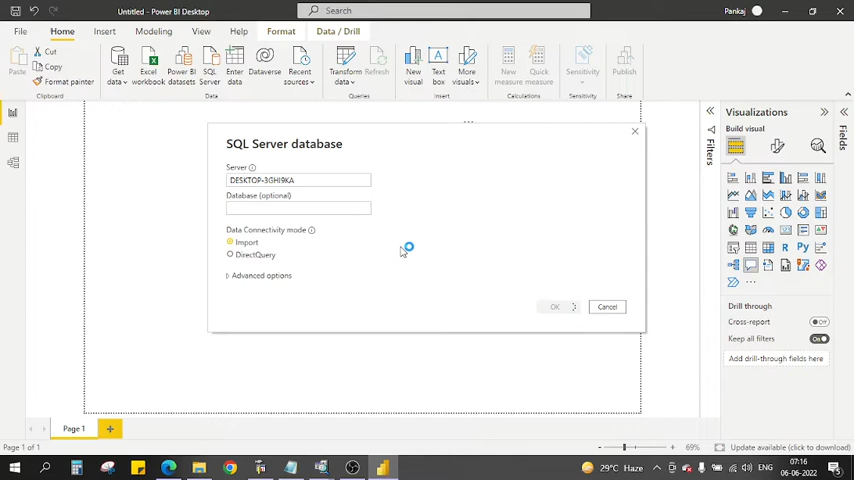 Untitled - Power BI Desktop
Search
Pankaj
File
Home
Insert
Modeling
View
Help
Format
Data / Drill
Paste
Cut
Copy
Format painter
Get data
Excel workbook
Power BI datasets
SQL Server
Enter data
Dataverse
Recent sources
Transform data
Refresh
New visual
Text box
More visuals
New measure
Quick measure
Sensitivity
Publish
Clipboard
Data
Queries
Insert
Calculations
Sensitivity
Share
SQL Server database
Server
DESKTOP-3GHI9KA
Database (optional)
Data Connectivity mode
Import
DirectQuery
Advanced options
OK
Cancel
Filters
Visualizations
Build visual
R
Py
Drill through
Cross-report
Off
Keep all filters
On
Add drill-through fields here
Fields
Page 1
Page 1 of 1
69%
Update available (click to download)
29°C Haze
ENG
07:16
06-06-2022